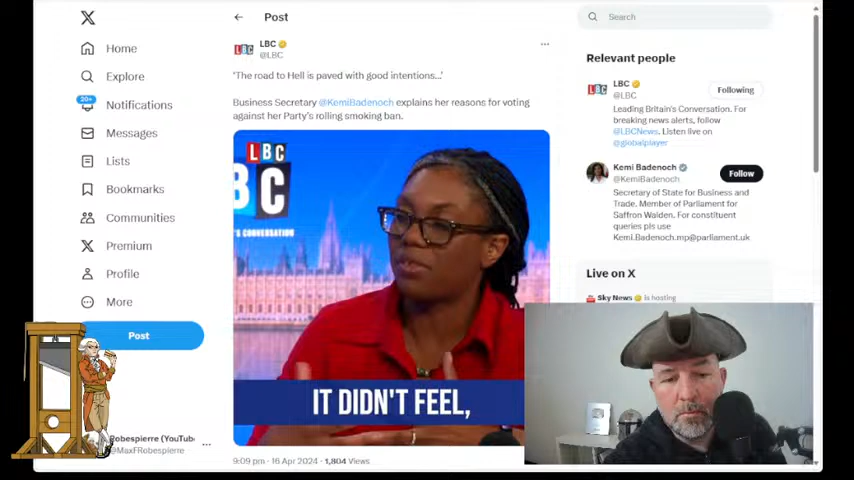 Post
Search
Home
Explore
20+
Notifications
Messages
Lists
Bookmarks
Communities
Premium
Profile
More
Post
Robespierre (YouTub
@MaxFRobespierre
LBC
@LBC
'The road to Hell is paved with good intentions...'
Business Secretary @KemiBadenoch explains her reasons for voting
against her Party's rolling smoking ban.
LBC
BC
'S CONVERSATION
IT DIDN'T FEEL,
9:09 pm · 16 Apr 2024 · 1,804 Views
Relevant people
LBC
LBC
@LBC
Following
Leading Britain's Conversation. For
breaking news alerts, follow
@LBCNews. Listen live on
@globalplayer
Kemi Badenoch
@KemiBadenoch
Follow
Secretary of State for Business and
Trade. Member of Parliament for
Saffron Walden. For constituent
queries pls use
Kemi.Badenoch.mp@parliament.uk
Live on X
Sky News is hosting